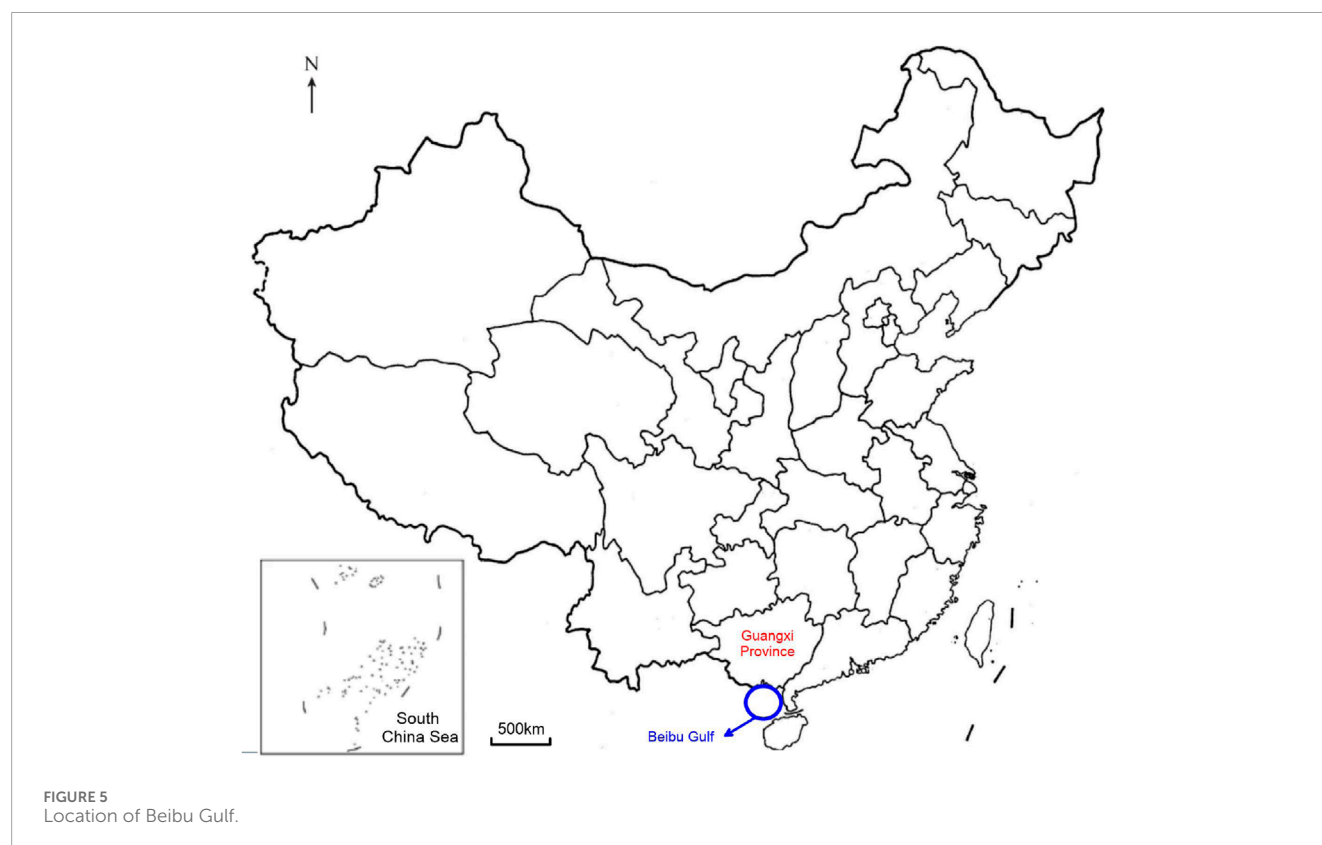 N
Guangxi
Province
South
China Sea
500km
Beibu Gulf
FIGURE 5
Location of Beibu Gulf.